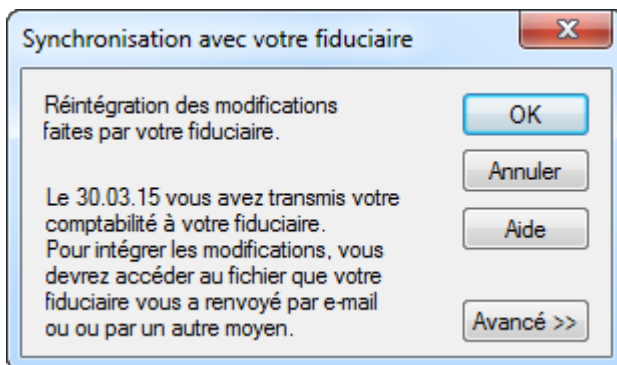 Synchronisation avec votre fiduciaire
Réintégration des modifications
faites par votre fiduciaire.
OK
Annuler
Le 30.03.15 vous avez transmis votre
comptabilité à votre fiduciaire.
Pour intégrer les modifications, vous
devrez accéder au fichier que votre
fiduciaire vous a renvoyé par e-mail
ou ou par un autre moyen.
Aide
Avancé >>